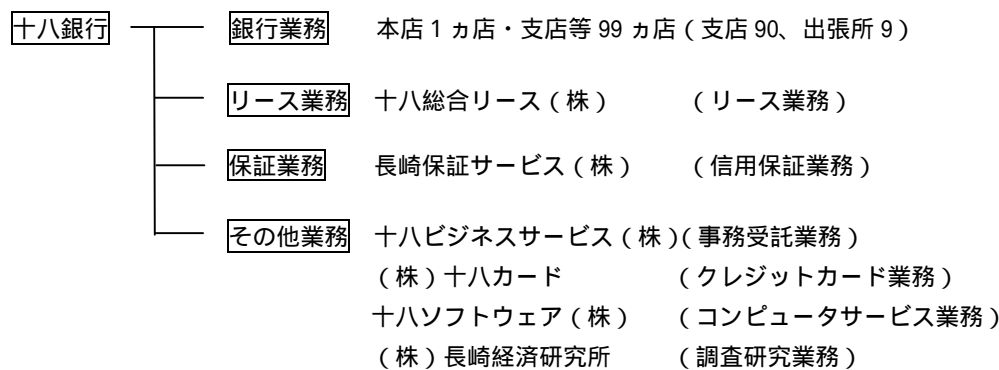 十八銀行 銀行業務 本店1ヵ店・支店等99ヵ店(支店90、出張所9)
リース業務 十八総合リース(株) (リース業務)
保証業務 長崎保証サービス(株) (信用保証業務)
その他業務 十八ビジネスサービス(株)(事務受託業務)
(株)十八カード (クレジットカード業務)
十八ソフトウェア(株) (コンピュータサービス業務)
(株)長崎経済研究所 (調査研究業務)